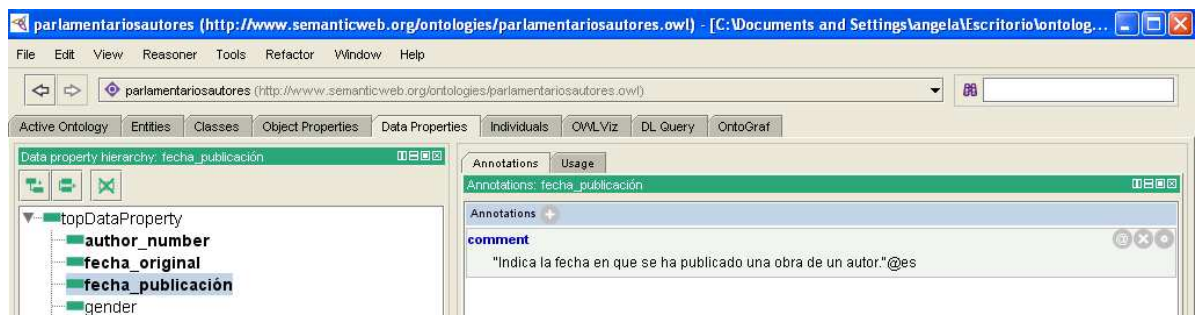 parlamentariosautores (http://www.semanticweb.org/ontologies/parlamentariosautores.owl) - [C:\Documents and Settings\angela\Escritorio\ontolog...
File Edit View Reasoner Tools Refactor Window Help
parlamentariosautores (http://www.semanticweb.org/ontologies/parlamentariosautores.owl)
Active Ontology Entities Classes Object Properties Data Properties Individuals OWLViz DL Query OntoGraf
Data property hierarchy: fecha_publicación
topDataProperty
author_number
fecha_original
fecha_publicación
gender
Annotations Usage
Annotations: fecha_publicación
Annotations
comment
"Indica la fecha en que se ha publicado una obra de un autor."@es